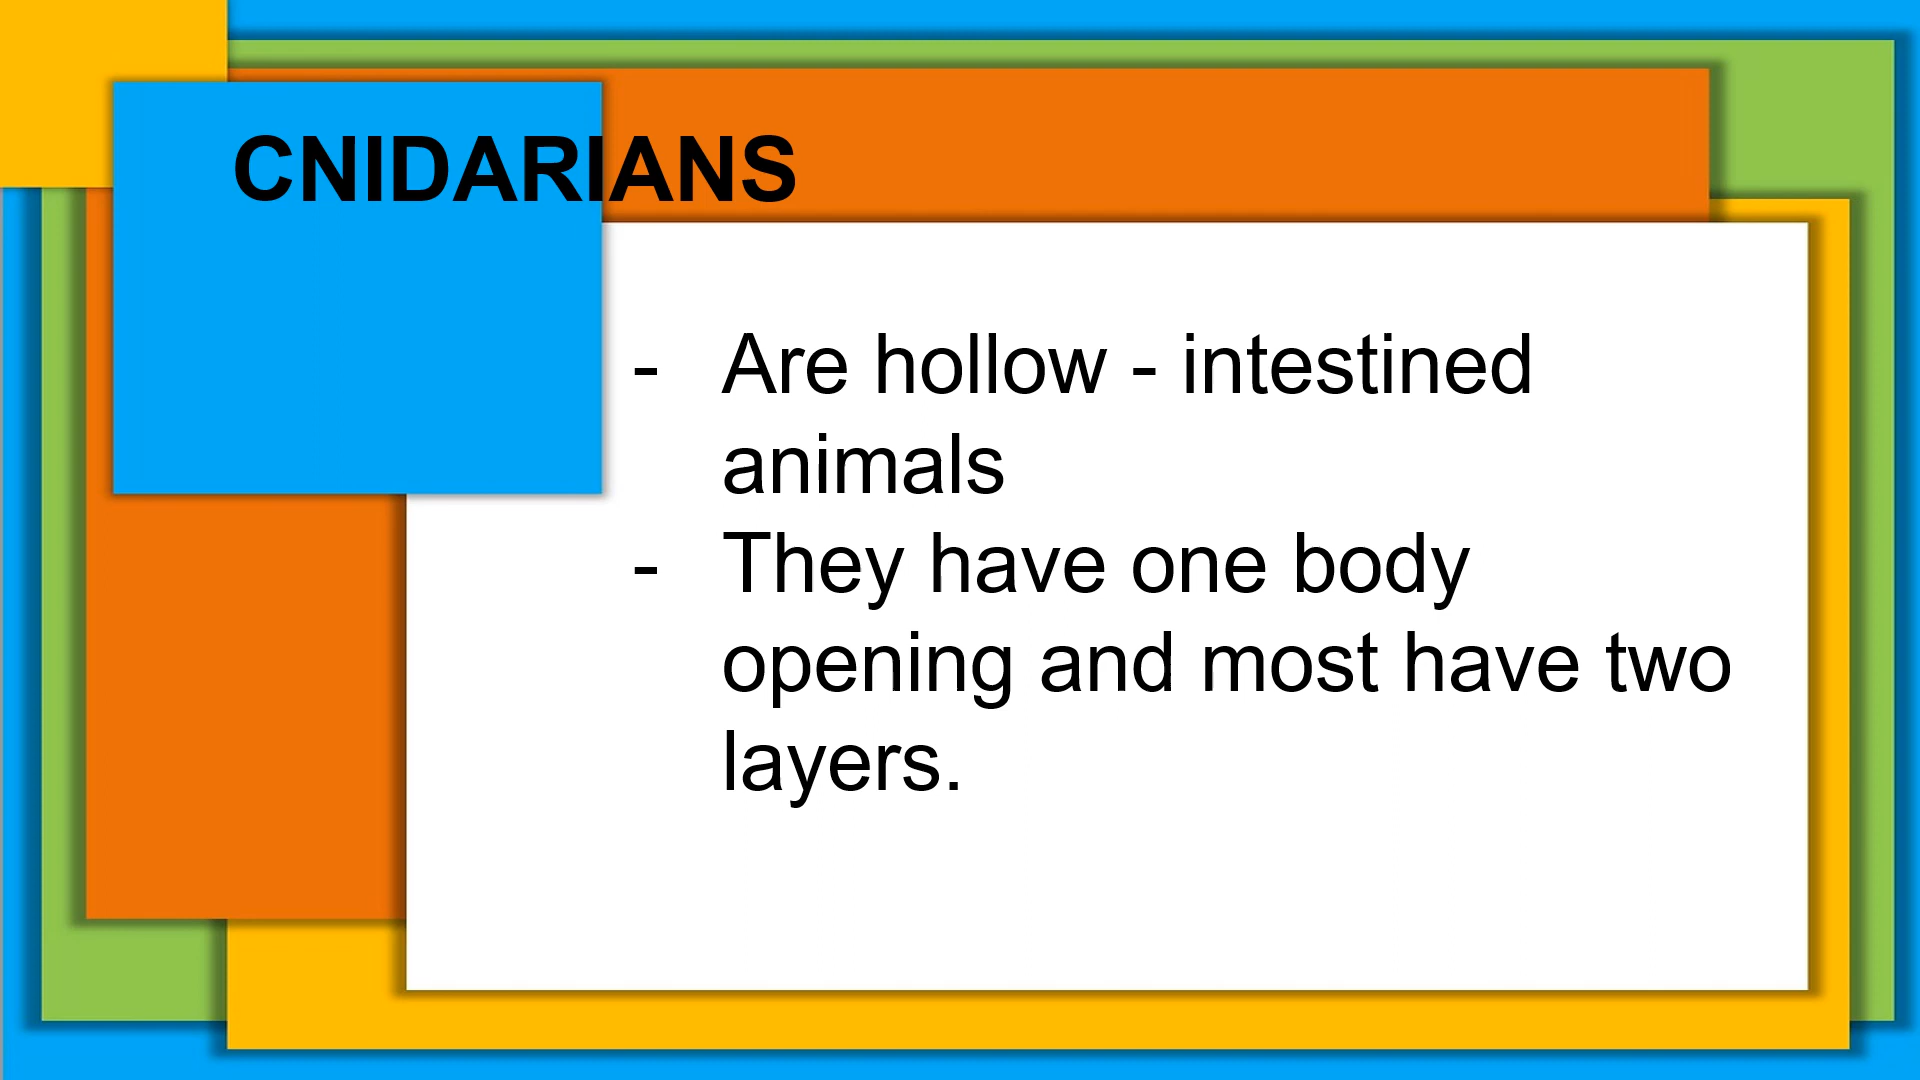 CNIDARIANS
- Are hollow - intestined
animals
- They have one body
opening and most have two
layers.